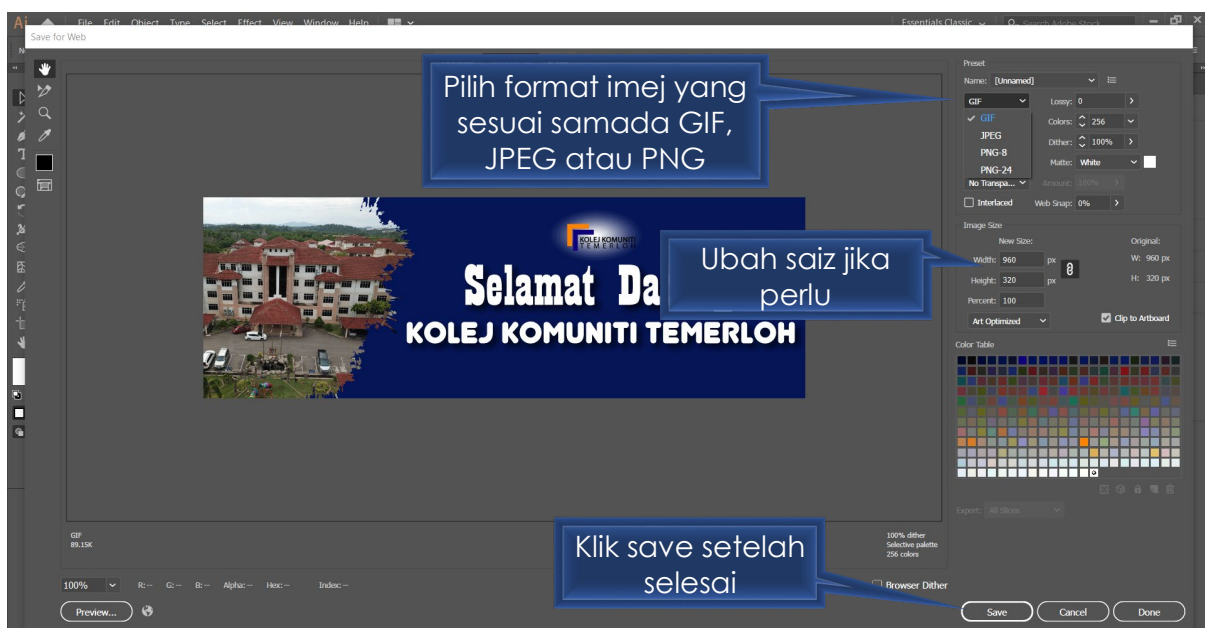 Ai File Edit Object Type Select Effect View Window Help Essentials Classic Search Adobe Stock
Save for Web
Pilih format imej yang
sesuai samada GIF,
JPEG atau PNG
Preset
Name: [Unnamed]
GIF Lossy: 0
GIF Colors: 256
JPEG
Dither: 100%
PNG-8
Matte: White
PNG-24
No Transpa... Amount: 100%
Interlaced Web Snap: 0%
Image Size
New Size: Original:
Width: 960 px W: 960 px
Height: 320 px H: 320 px
Percent: 100
Art Optimized Clip to Artboard
Color Table
KOLEJ KOMUNITI
TEMERLOH
Selamat Da
KOLEJ KOMUNITI TEMERLOH
Ubah saiz jika
perlu
Export: All Slices
GIF
89.15K
100% dither
Selective palette
256 colors
Klik save setelah
selesai
100% R: -- G: -- B: -- Alpha: -- Hex: -- Index: -- Browser Dither
Preview... Save Cancel Done